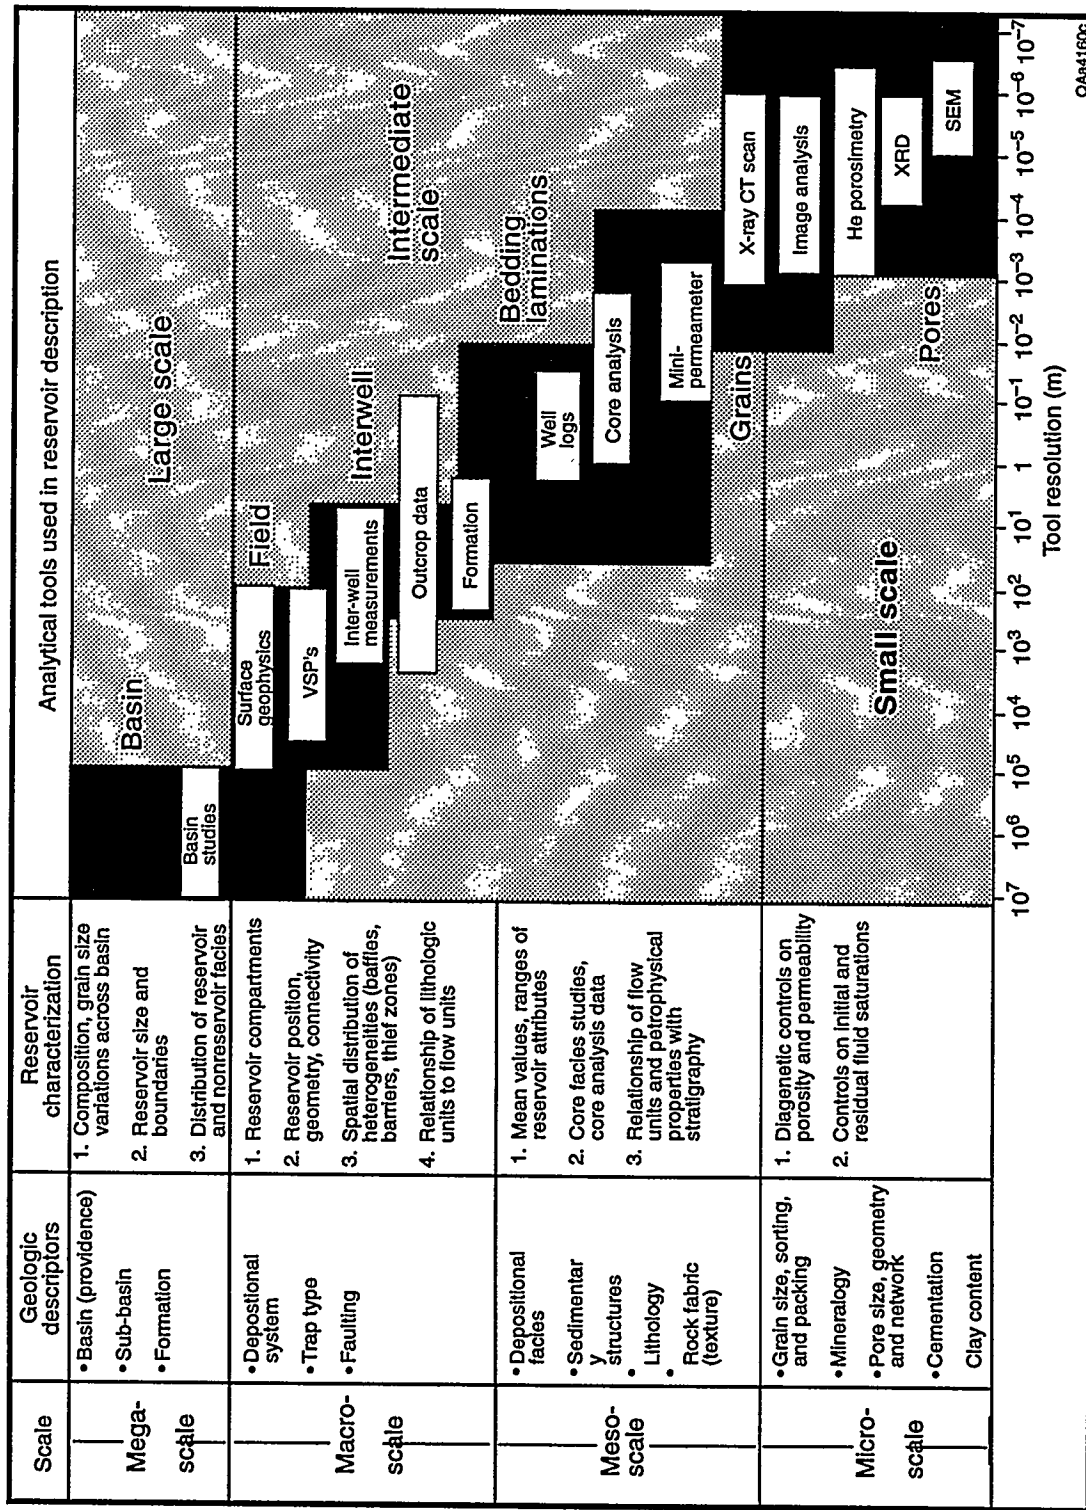 Scale
Geologic
descriptors
Reservoir
characterization
Analytical tools used in reservoir description
Mega-
scale
•Basin (providence)
•Sub-basin
•Formation
1. Composition, grain size
variations across basin
2. Reservoir size and
boundaries
3. Distribution of reservoir
and nonreservoir facies
Basin
studies
Basin
Large scale
Macro-
scale
•Depostional
system
•Trap type
•Faulting
1. Reservoir compartments
2. Reservoir position,
geometry, connectivity
3. Spatial distribution of
heterogeneities (baffles,
barriers, thief zones)
4. Relationship of lithologic
units to flow units
Surface
geophysics
Field
VSP's
Inter-well
measurements
Interwell
Intermediate
scale
Outcrop data
Formation
Meso-
scale
•Depositional
facies
•Sedimentar
y
structures
• Lithology
• Rock fabric
(texture)
1. Mean values, ranges of
reservoir attributes
2. Core facies studies,
core analysis data
3. Relationship of flow
units and petrophysical
properties with
stratigraphy
Bedding
laminations
Well
logs
Core analysis
Mini-
permeameter
Grains
Micro-
scale
•Grain size, sorting,
and packing
•Mineralogy
•Pore size, geometry
and network
•Cementation
Clay content
1. Diagenetic controls on
porosity and permeability
2. Controls on initial and
residual fluid saturations
X-ray CT scan
Image analysis
He porosimetry
XRD
SEM
Small scale
Pores
10⁷ 10⁶ 10⁵ 10⁴ 10³ 10² 10¹ 1 10⁻¹ 10⁻² 10⁻³ 10⁻⁴ 10⁻⁵ 10⁻⁶ 10⁻⁷
Tool resolution (m)
QAa4160c